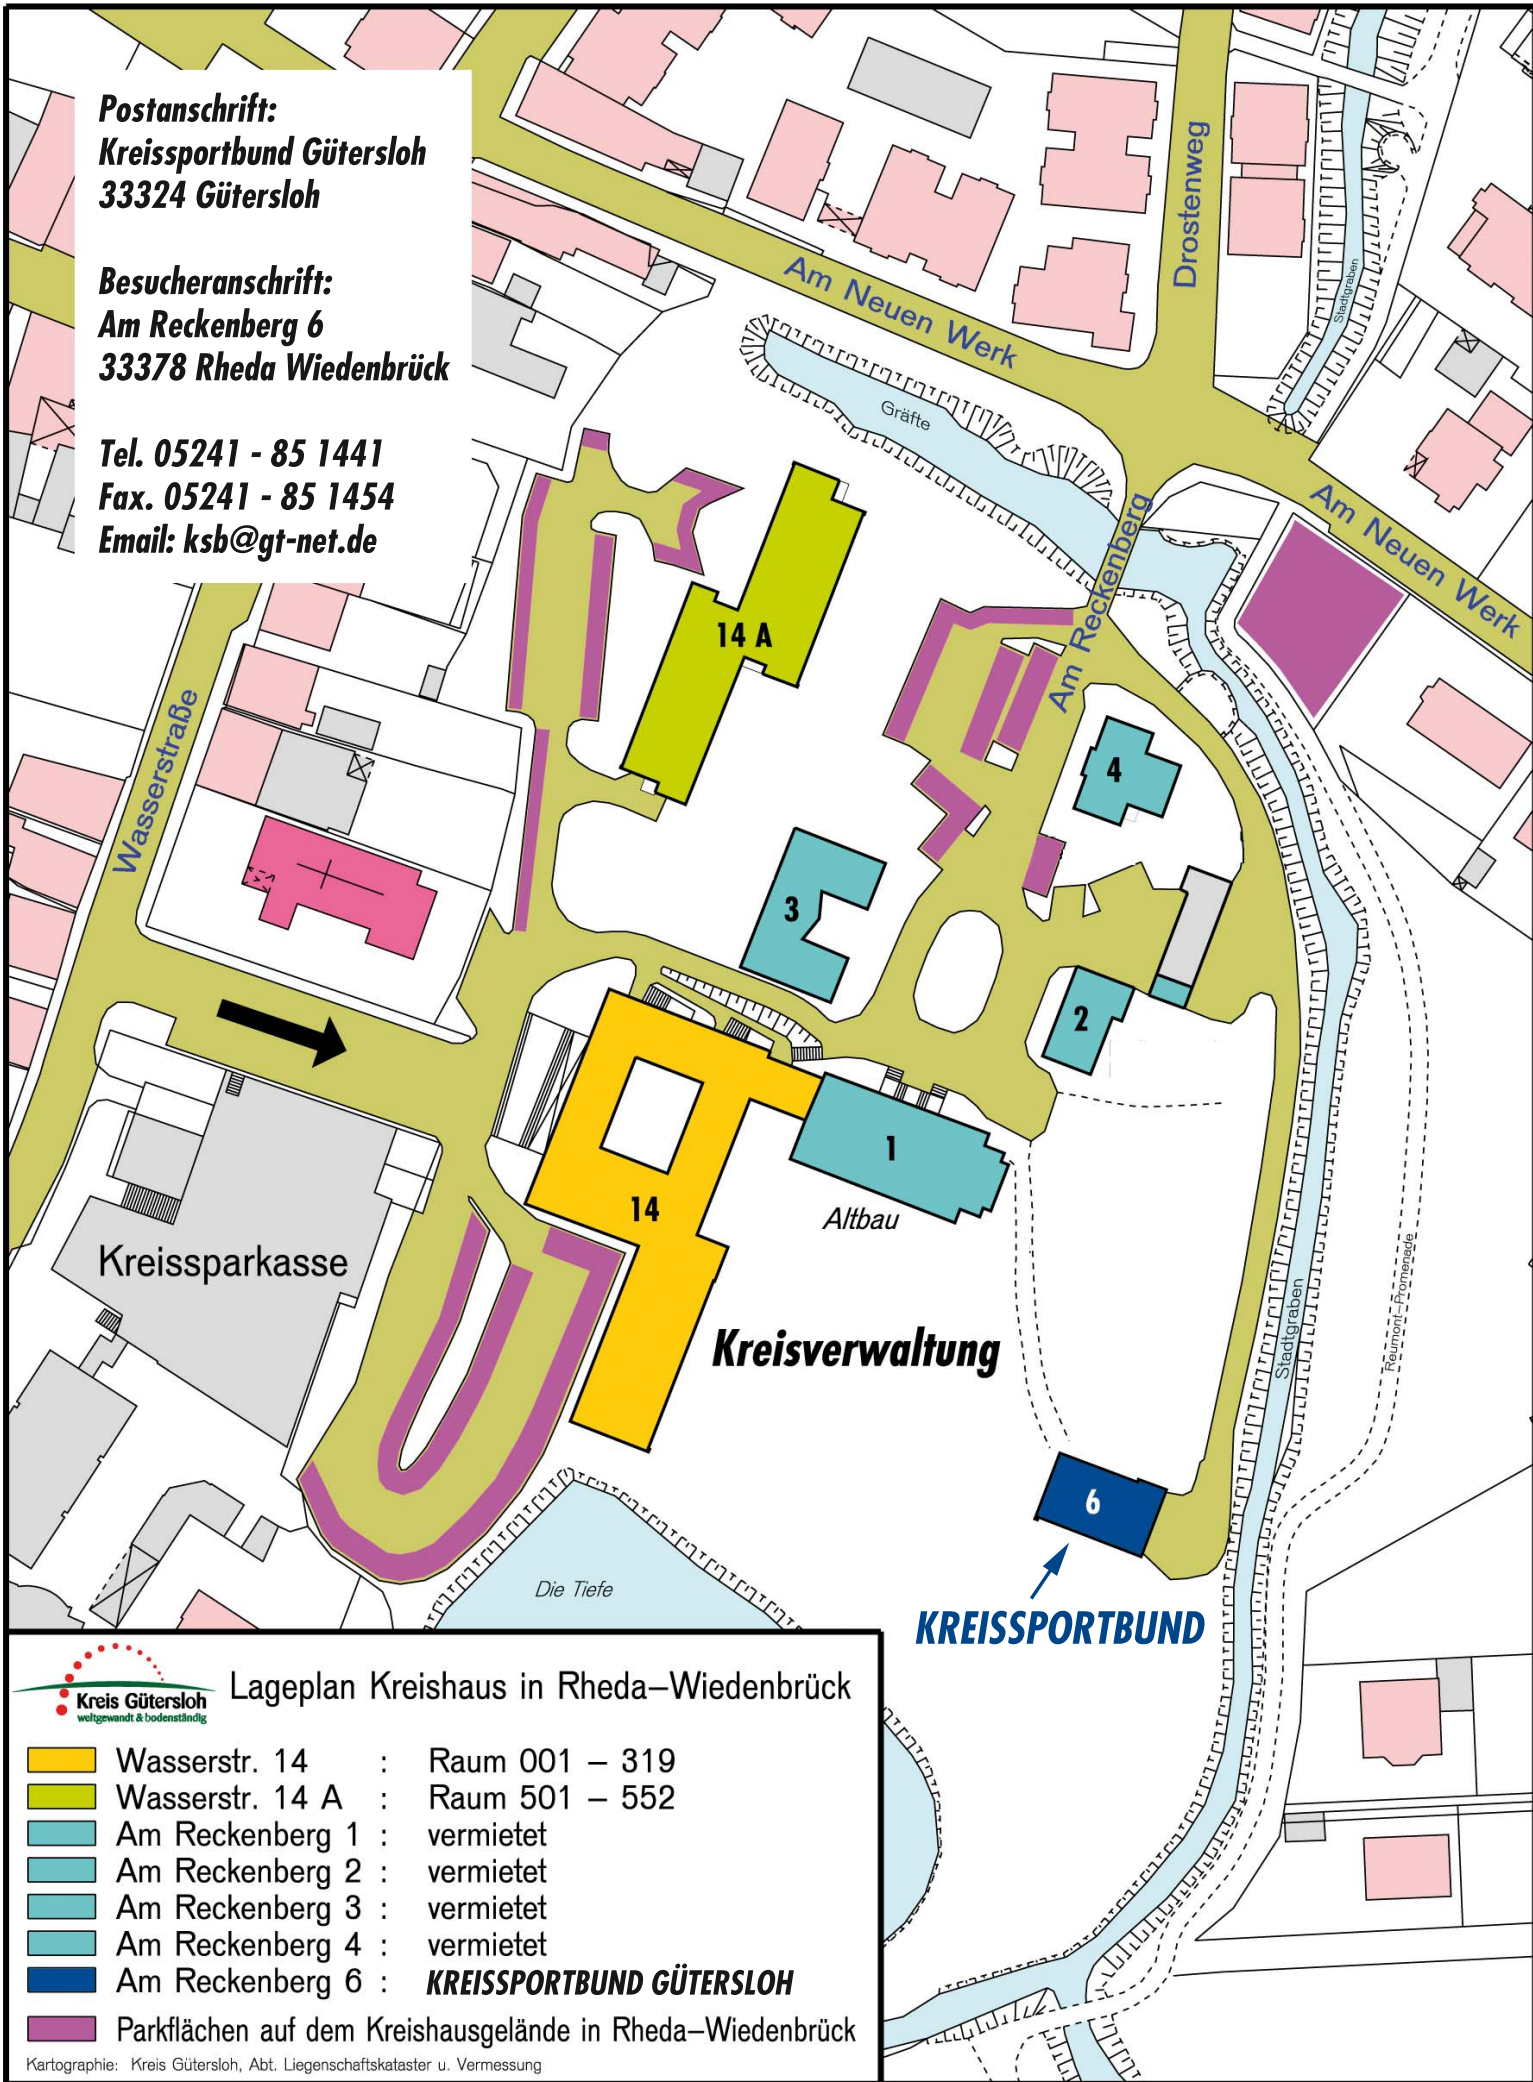 Postanschrift:
Kreissportbund Gütersloh
33324 Gütersloh
Besucheranschrift:
Am Reckenberg 6
33378 Rheda Wiedenbrück
Tel. 05241 - 85 1441
Fax. 05241 - 85 1454
Email: ksb@gt-net.de
Drostenweg
Stadtgraben
Am Neuen Werk
Gräfte
Am Neuen Werk
Am Reckenberg
14 A
Wasserstraße
4
3
2
1
Altbau
14
Kreissparkasse
Kreisverwaltung
Stadtgraben
Reumont-Promenade
6
KREISSPORTBUND
Die Tiefe
Kreis Gütersloh
weltgewandt & bodenständig
Lageplan Kreishaus in Rheda–Wiedenbrück
Wasserstr. 14 : Raum 001 – 319
Wasserstr. 14 A : Raum 501 – 552
Am Reckenberg 1 : vermietet
Am Reckenberg 2 : vermietet
Am Reckenberg 3 : vermietet
Am Reckenberg 4 : vermietet
Am Reckenberg 6 : KREISSPORTBUND GÜTERSLOH
Parkflächen auf dem Kreishausgelände in Rheda–Wiedenbrück
Kartographie: Kreis Gütersloh, Abt. Liegenschaftskataster u. Vermessung